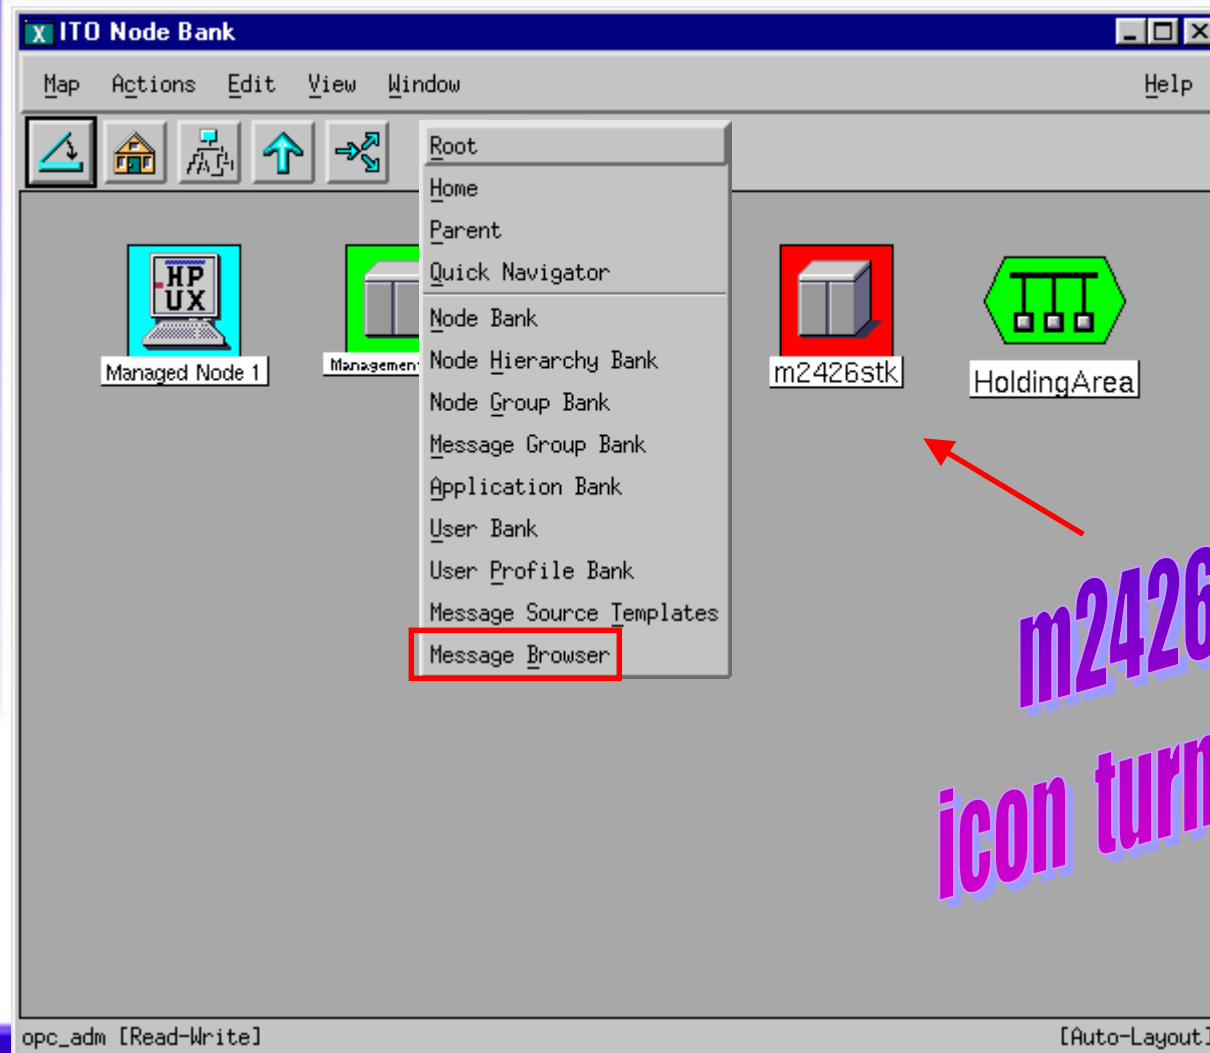 X ITO Node Bank
Map Actions Edit View Window Help
Root
Home
Parent
Quick Navigator
Node Bank
Node Hierarchy Bank
Node Group Bank
Message Group Bank
Application Bank
User Bank
User Profile Bank
Message Source Templates
Message Browser
HP
UX
Managed Node 1
Management
m2426stk
HoldingArea
m2426
icon turn
opc_adm [Read-Write] [Auto-Layout]